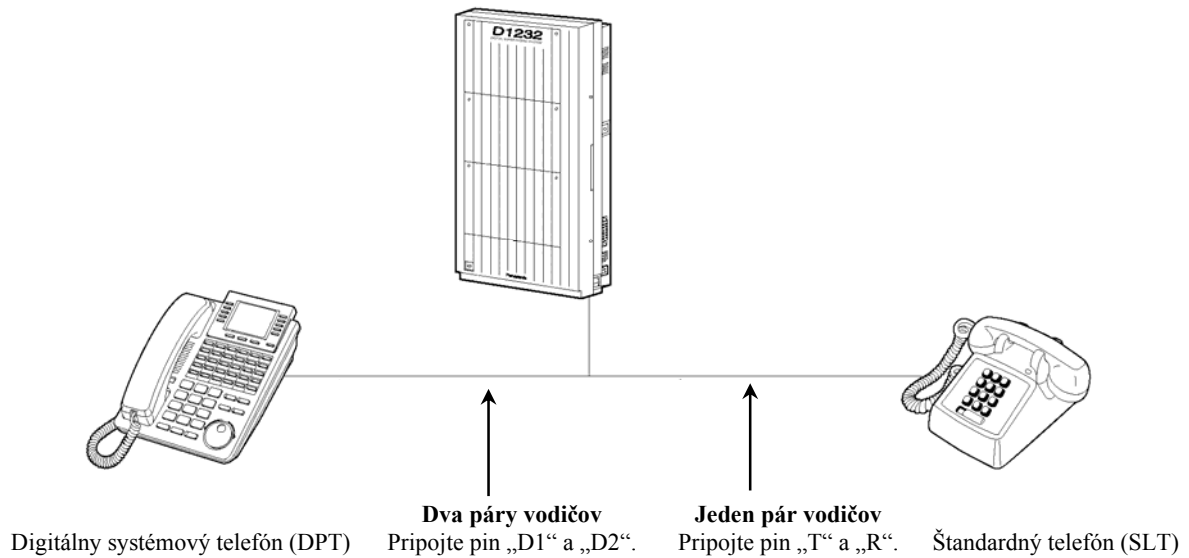 D1232
Panasonic
Dva páry vodičov Jeden pár vodičov
Digitálny systémový telefón (DPT) Pripojte pin „D1“ a „D2“. Pripojte pin „T“ a „R“. Štandardný telefón (SLT)